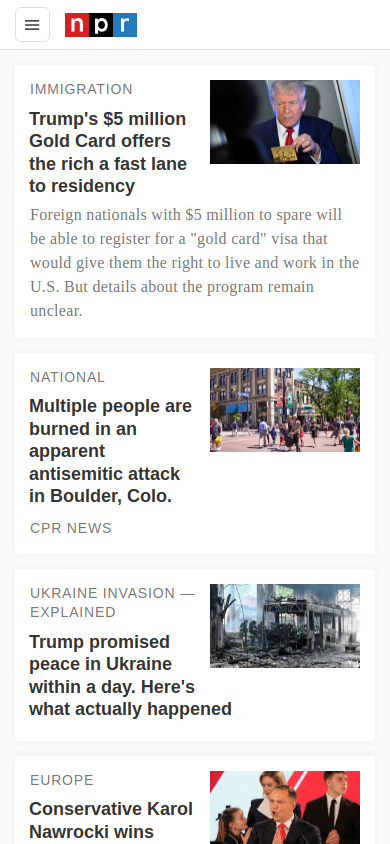 npr
IMMIGRATION
Trump's $5 million
Gold Card offers
the rich a fast lane
to residency
Foreign nationals with $5 million to spare will
be able to register for a "gold card" visa that
would give them the right to live and work in the
U.S. But details about the program remain
unclear.
NATIONAL
Multiple people are
burned in an
apparent
antisemitic attack
in Boulder, Colo.
CPR NEWS
UKRAINE INVASION —
EXPLAINED
Trump promised
peace in Ukraine
within a day. Here's
what actually happened
EUROPE
Conservative Karol
Nawrocki wins